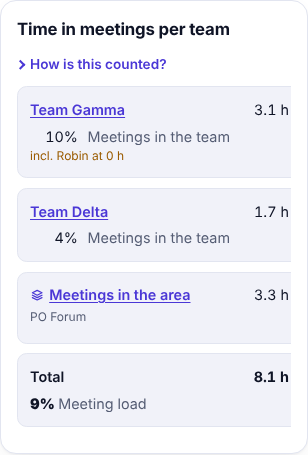 Time in meetings per team
How is this counted?
Team Gamma 3.1 h
10% Meetings in the team
incl. Robin at 0 h
Team Delta 1.7 h
4% Meetings in the team
Meetings in the area 3.3 h
PO Forum
Total 8.1 h
9% Meeting load